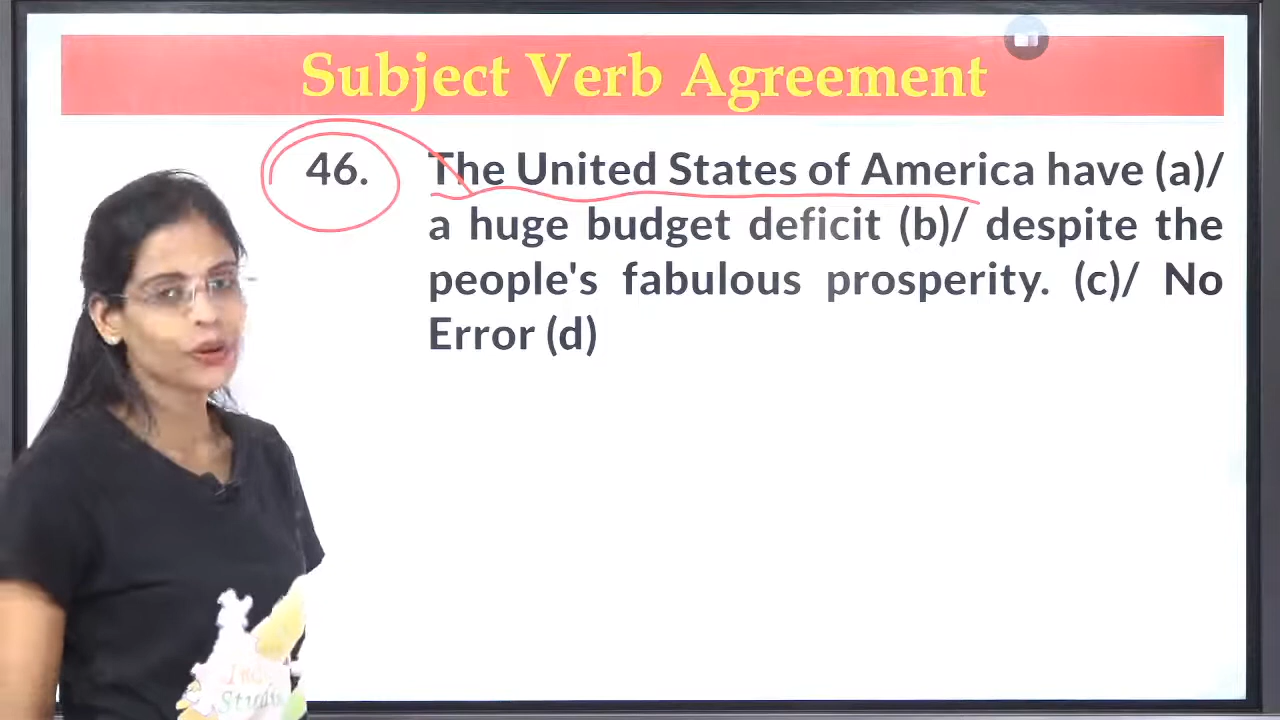 Subject Verb Agreement
46. The United States of America have (a)/
a huge budget deficit (b)/ despite the
people's fabulous prosperity. (c)/ No
Error (d)